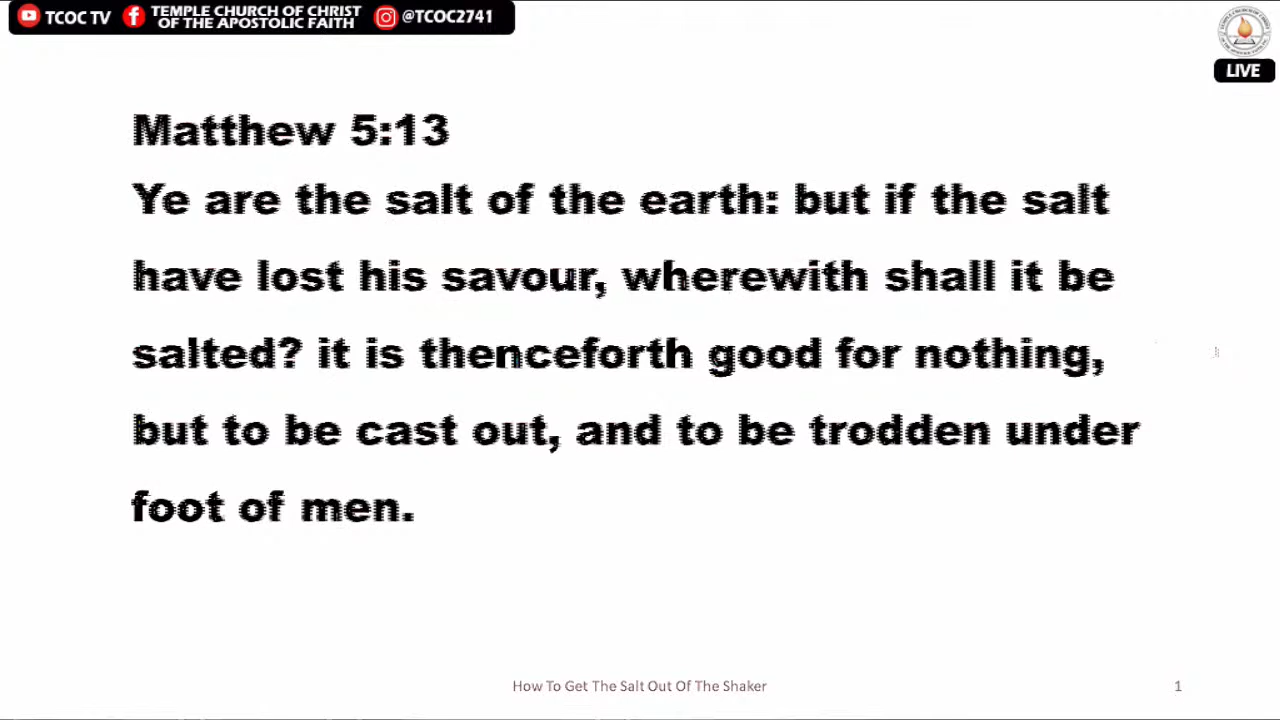 TCOC TV
TEMPLE CHURCH OF CHRIST
OF THE APOSTOLIC FAITH
@TCOC2741
LIVE
Matthew 5:13
Ye are the salt of the earth: but if the salt
have lost his savour, wherewith shall it be
salted? it is thenceforth good for nothing,
but to be cast out, and to be trodden under
foot of men.
How To Get The Salt Out Of The Shaker
1